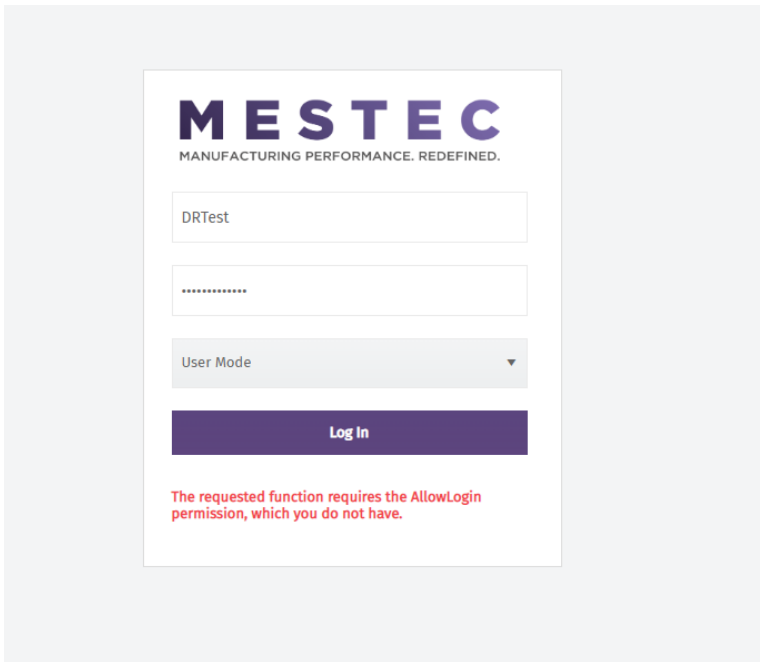 MESTEC
MANUFACTURING PERFORMANCE. REDEFINED.
DRTest
•••••••••••••
User Mode
Log In
The requested function requires the AllowLogin
permission, which you do not have.